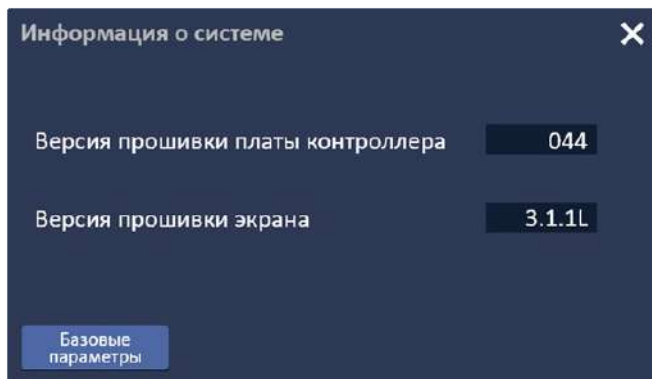 Информация о системе
Версия прошивки платы контроллера 044
Версия прошивки экрана 3.1.1L
Базовые
параметры